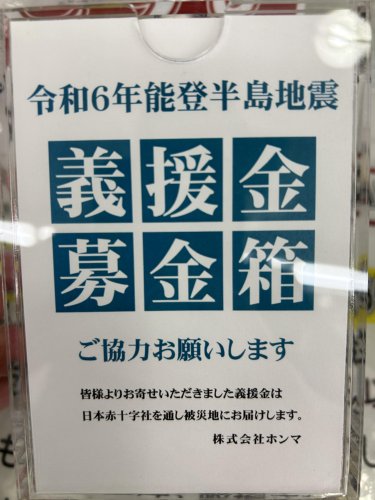 令和6年能登半島地震
義援金
募金箱
ご協力お願いします
皆様よりお寄せいただきました義援金は
日本赤十字社を通し被災地にお届けします。
株式会社ホンマ